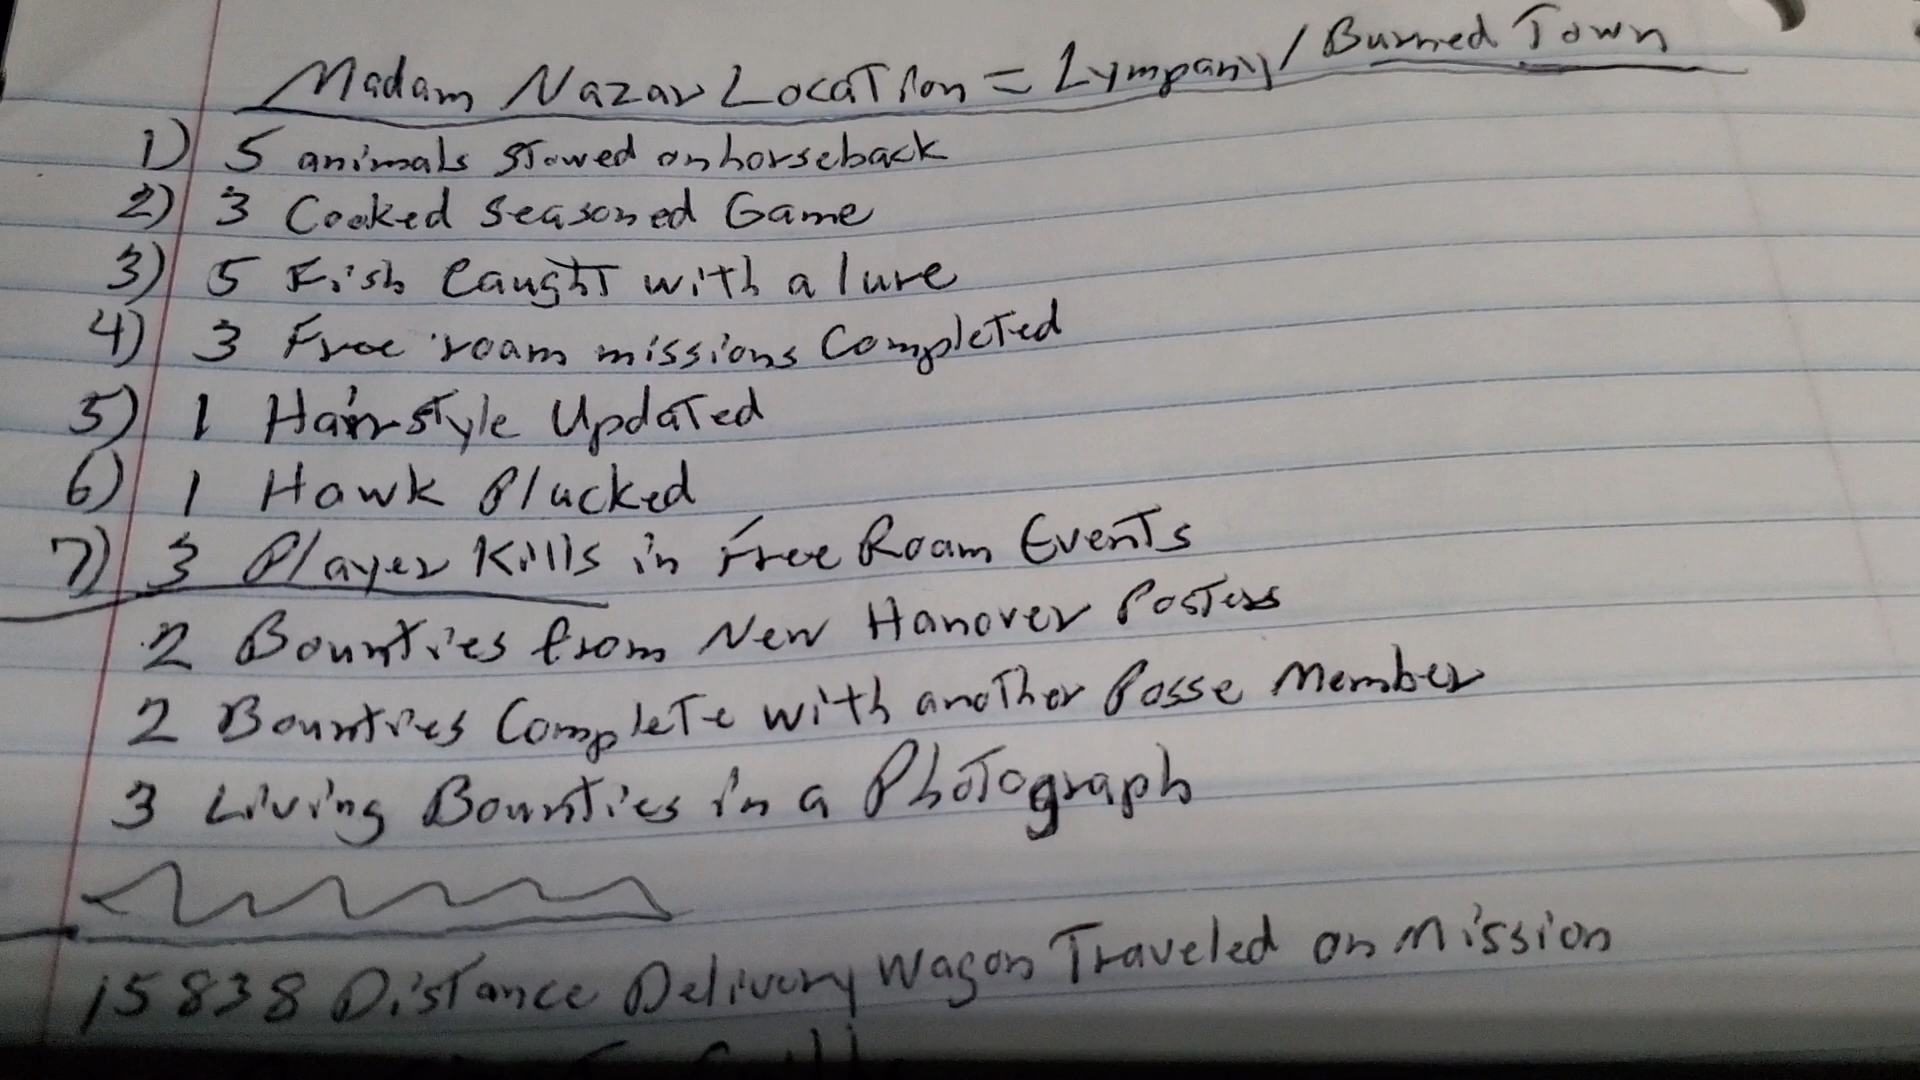 Madam Nazar Location = Lympany / Burned Town
1) 5 animals stowed on horseback
2) 3 Cooked Seasoned Game
3) 5 Fish Caught with a lure
4) 3 Free roam missions Completed
5) 1 Hairstyle Updated
6) 1 Hawk Plucked
7) 3 Player Kills in Free Roam Events
2 Bounties from New Hanover Posters
2 Bounties Complete with another Posse Member
3 Living Bounties in a Photograph
15838 Distance Delivery Wagon Traveled on Mission